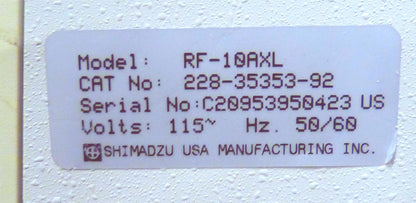 Model: RF-10AXL
CAT No: 228-35353-92
Serial No:C20953950423 US
Volts: 115~ Hz. 50/60
SHIMADZU USA MANUFACTURING INC.